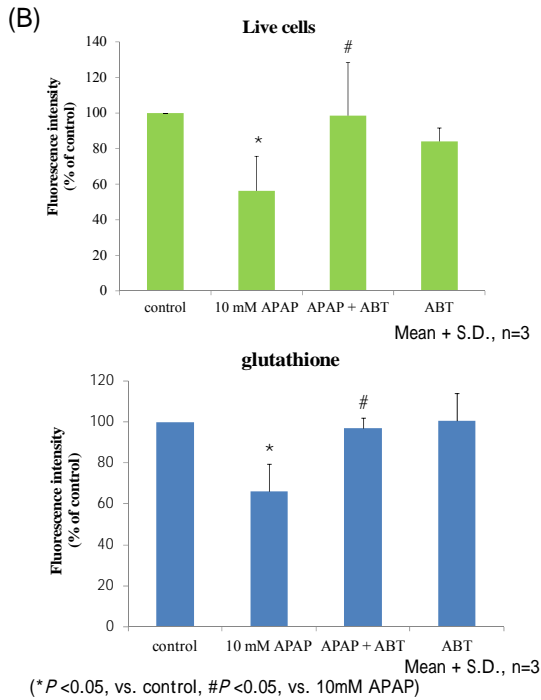 (B)
Live cells
Fluorescence intensity
(% of control)
140
120
100
80
60
40
20
0
*
#
control 10 mM APAP APAP + ABT ABT
Mean + S.D., n=3
glutathione
Fluorescence intensity
(% of control)
120
100
80
60
40
20
0
*
#
control 10 mM APAP APAP + ABT ABT
Mean + S.D., n=3
(*P <0.05, vs. control, #P <0.05, vs. 10mM APAP)